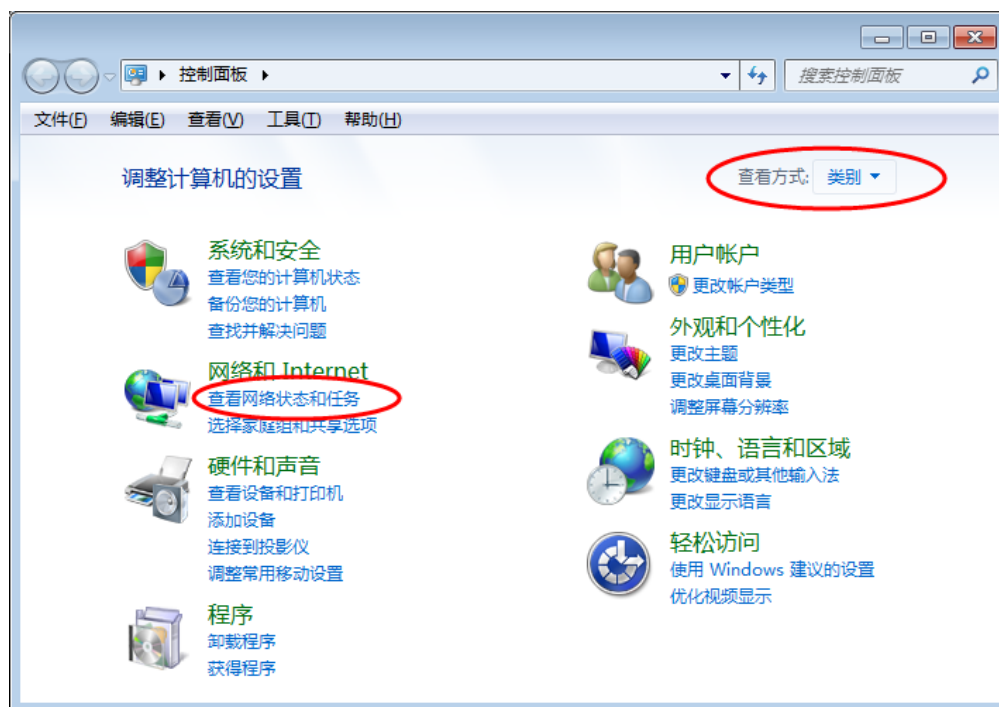 控制面板
搜索控制面板
文件(F) 编辑(E) 查看(V) 工具(T) 帮助(H)
调整计算机的设置
查看方式: 类别
系统和安全
查看您的计算机状态
备份您的计算机
查找并解决问题
网络和 Internet
查看网络状态和任务
选择家庭组和共享选项
硬件和声音
查看设备和打印机
添加设备
连接到投影仪
调整常用移动设置
程序
卸载程序
获得程序
用户帐户
更改帐户类型
外观和个性化
更改主题
更改桌面背景
调整屏幕分辨率
时钟、语言和区域
更改键盘或其他输入法
更改显示语言
轻松访问
使用 Windows 建议的设置
优化视频显示